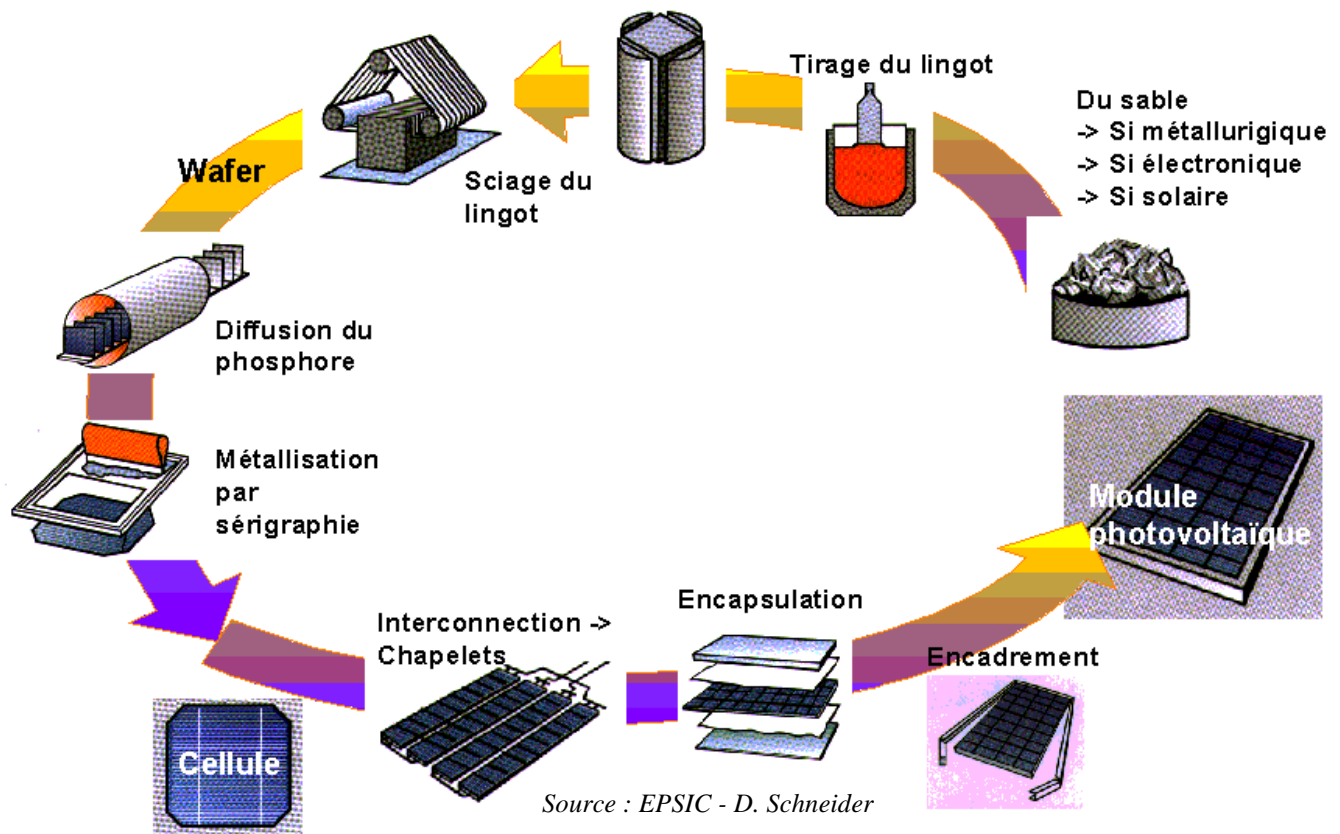 Tirage du lingot
Du sable
-> Si métallurigique
-> Si électronique
-> Si solaire
Sciage du
lingot
Wafer
Diffusion du
phosphore
Métallisation
par
sérigraphie
Cellule
Interconnection ->
Chapelets
Encapsulation
Encadrement
Module
photovoltaïque
Source : EPSIC - D. Schneider